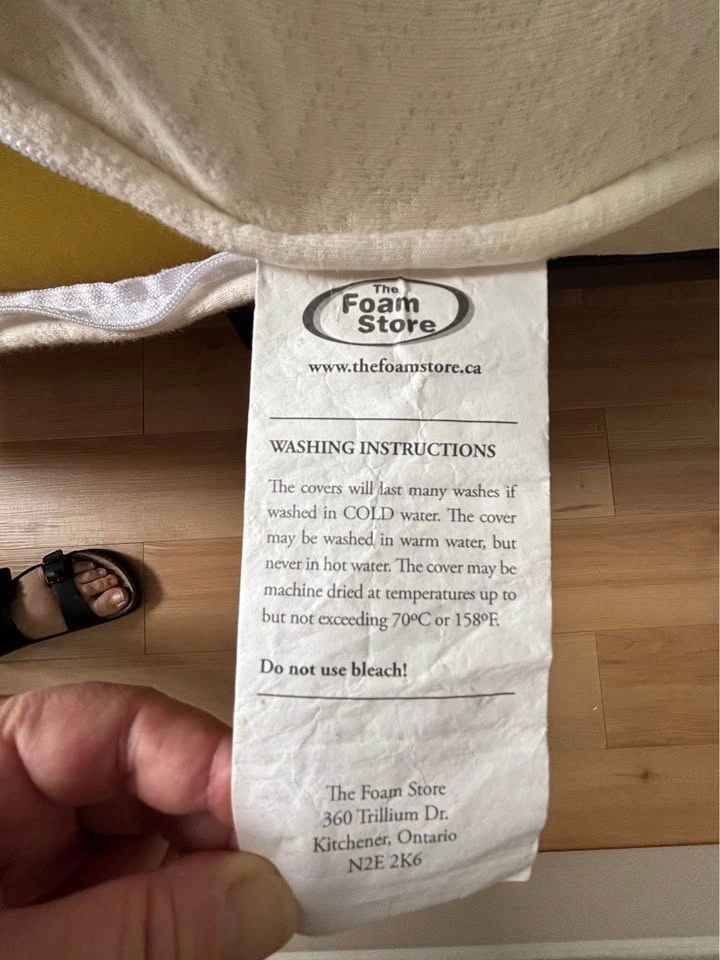 The
Foam
Store
www.thefoamstore.ca
WASHING INSTRUCTIONS
The covers will last many washes if
washed in COLD water. The cover
may be washed in warm water, but
never in hot water. The cover may be
machine dried at temperatures up to
but not exceeding 70ºC or 158ºF.
Do not use bleach!
The Foam Store
360 Trillium Dr.
Kitchener, Ontario
N2E 2K6